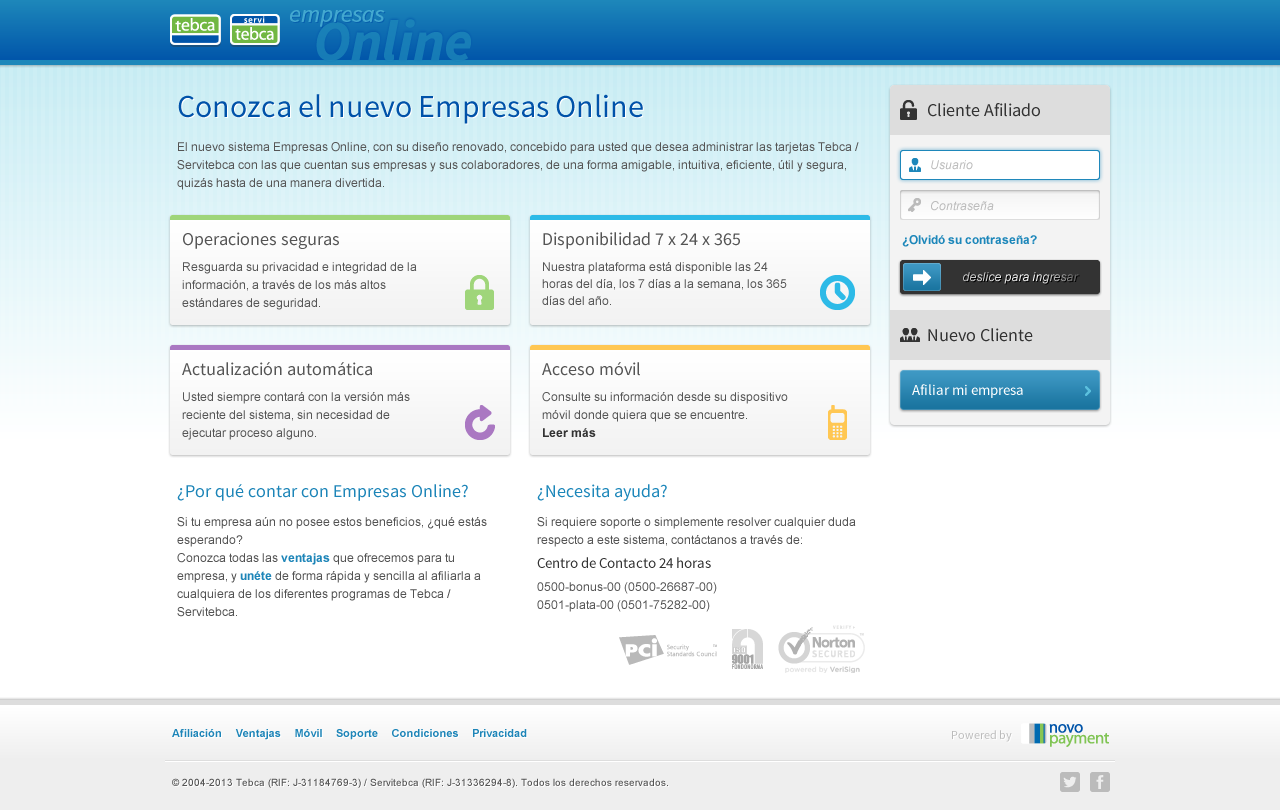 tebca
servi
tebca
empresas
Online
Conozca el nuevo Empresas Online
El nuevo sistema Empresas Online, con su diseño renovado, concebido para usted que desea administrar las tarjetas Tebca /
Servitebca con las que cuentan sus empresas y sus colaboradores, de una forma amigable, intuitiva, eficiente, útil y segura,
quizás hasta de una manera divertida.
Operaciones seguras
Resguarda su privacidad e integridad de la
información, a través de los más altos
estándares de seguridad.
Disponibilidad 7 x 24 x 365
Nuestra plataforma está disponible las 24
horas del día, los 7 días a la semana, los 365
días del año.
Actualización automática
Usted siempre contará con la versión más
reciente del sistema, sin necesidad de
ejecutar proceso alguno.
Acceso móvil
Consulte su información desde su dispositivo
móvil donde quiera que se encuentre.
Leer más
¿Por qué contar con Empresas Online?
Si tu empresa aún no posee estos beneficios, ¿qué estás
esperando?
Conozca todas las ventajas que ofrecemos para tu
empresa, y unéte de forma rápida y sencilla al afiliarla a
cualquiera de los diferentes programas de Tebca /
Servitebca.
¿Necesita ayuda?
Si requiere soporte o simplemente resolver cualquier duda
respecto a este sistema, contáctanos a través de:
Centro de Contacto 24 horas
0500-bonus-00 (0500-26687-00)
0501-plata-00 (0501-75282-00)
PCi Security
Standards Council
9001
FONDONORMA
Norton
SECURED
powered by VeriSign
Cliente Afiliado
Usuario
Contraseña
¿Olvidó su contraseña?
deslice para ingresar
Nuevo Cliente
Afiliar mi empresa
Afiliación Ventajas Móvil Soporte Condiciones Privacidad
Powered by novo
payment
© 2004-2013 Tebca (RIF: J-31184769-3) / Servitebca (RIF: J-31336294-8). Todos los derechos reservados.